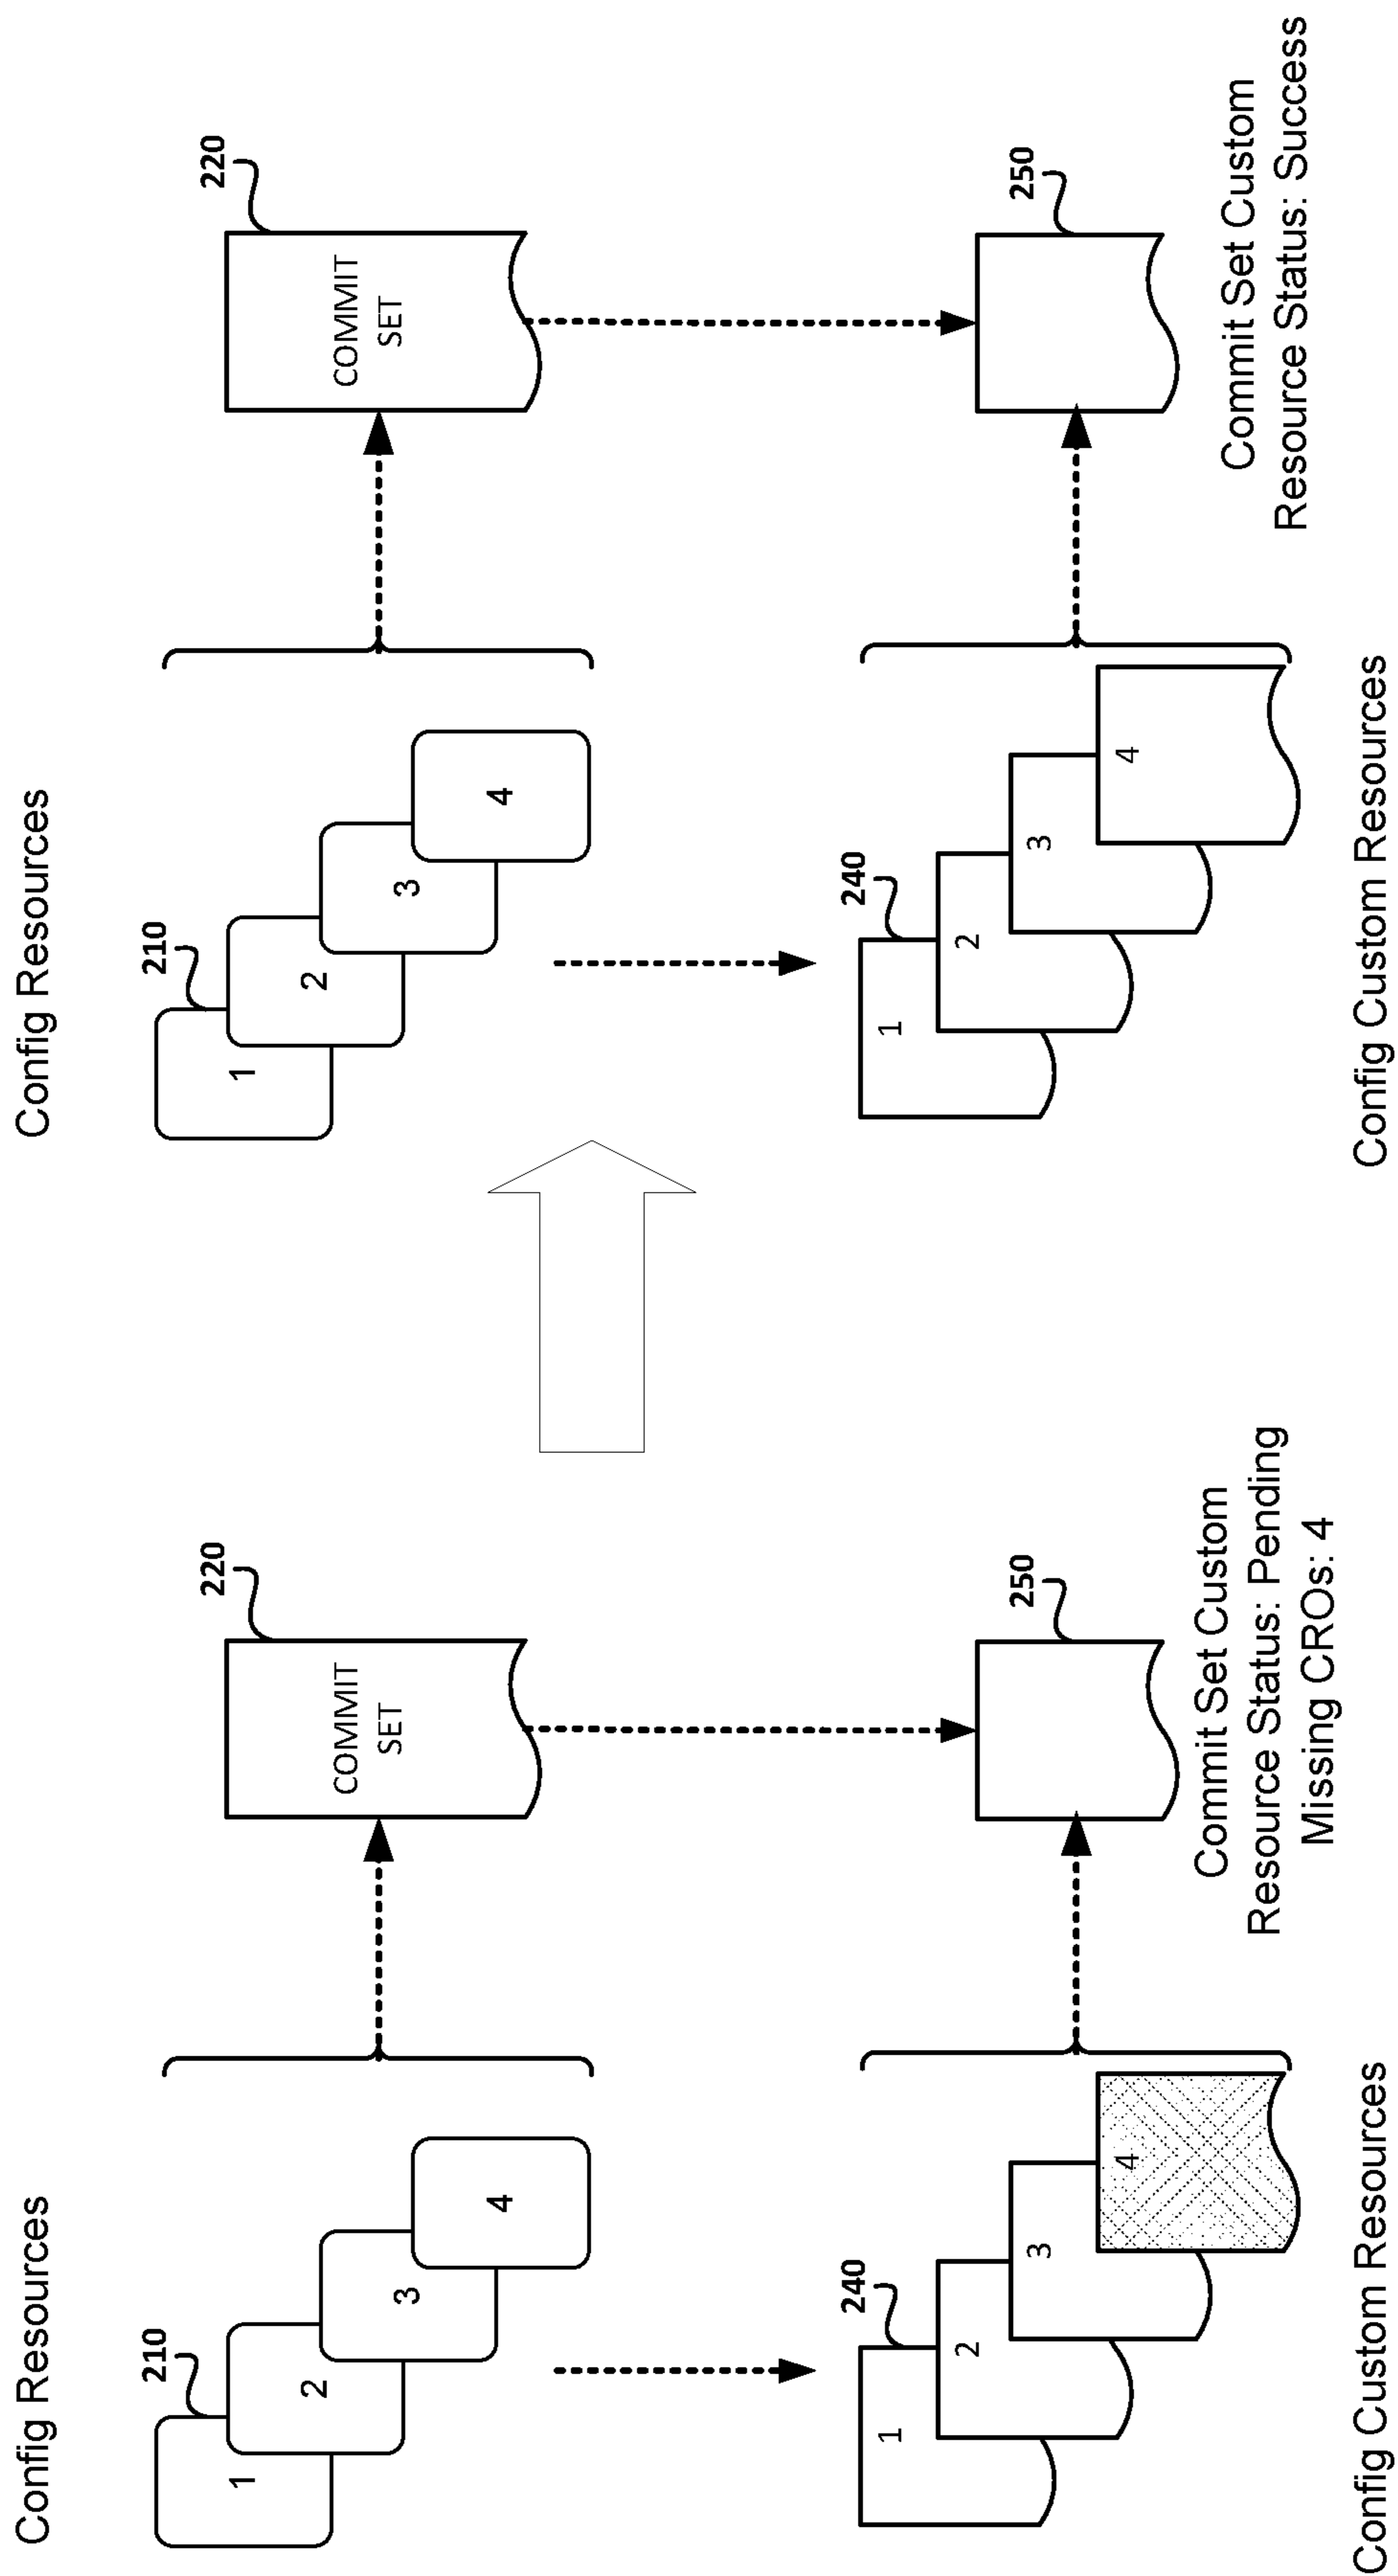 Config Resources
210
1
2
3
4
220
COMMIT
SET
240
1
2
3
4
Config Custom Resources
250
Commit Set Custom
Resource Status: Pending
Missing CROs: 4
Config Resources
210
1
2
3
4
220
COMMIT
SET
240
1
2
3
4
Config Custom Resources
250
Commit Set Custom
Resource Status: Success